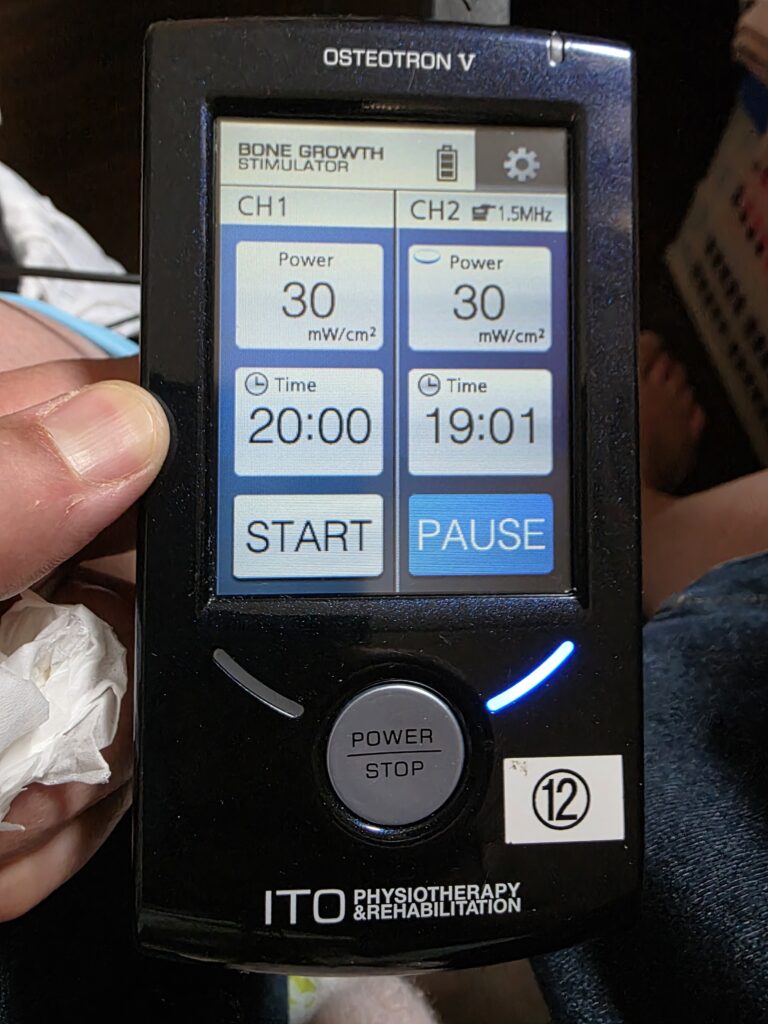 OSTEOTRON V
BONE GROWTH
STIMULATOR
CH1
Power
30
mW/cm²
Time
20:00
START
CH2 1.5MHz
Power
30
mW/cm²
Time
19:01
PAUSE
POWER
STOP
⑫
ITO PHYSIOTHERAPY
&REHABILITATION